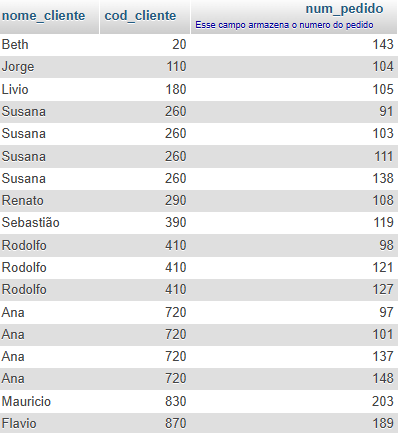 nome_cliente cod_cliente num_pedido
Esse campo armazena o numero do pedido
Beth 20 143
Jorge 110 104
Livio 180 105
Susana 260 91
Susana 260 103
Susana 260 111
Susana 260 138
Renato 290 108
Sebastião 390 119
Rodolfo 410 98
Rodolfo 410 121
Rodolfo 410 127
Ana 720 97
Ana 720 101
Ana 720 137
Ana 720 148
Mauricio 830 203
Flavio 870 189